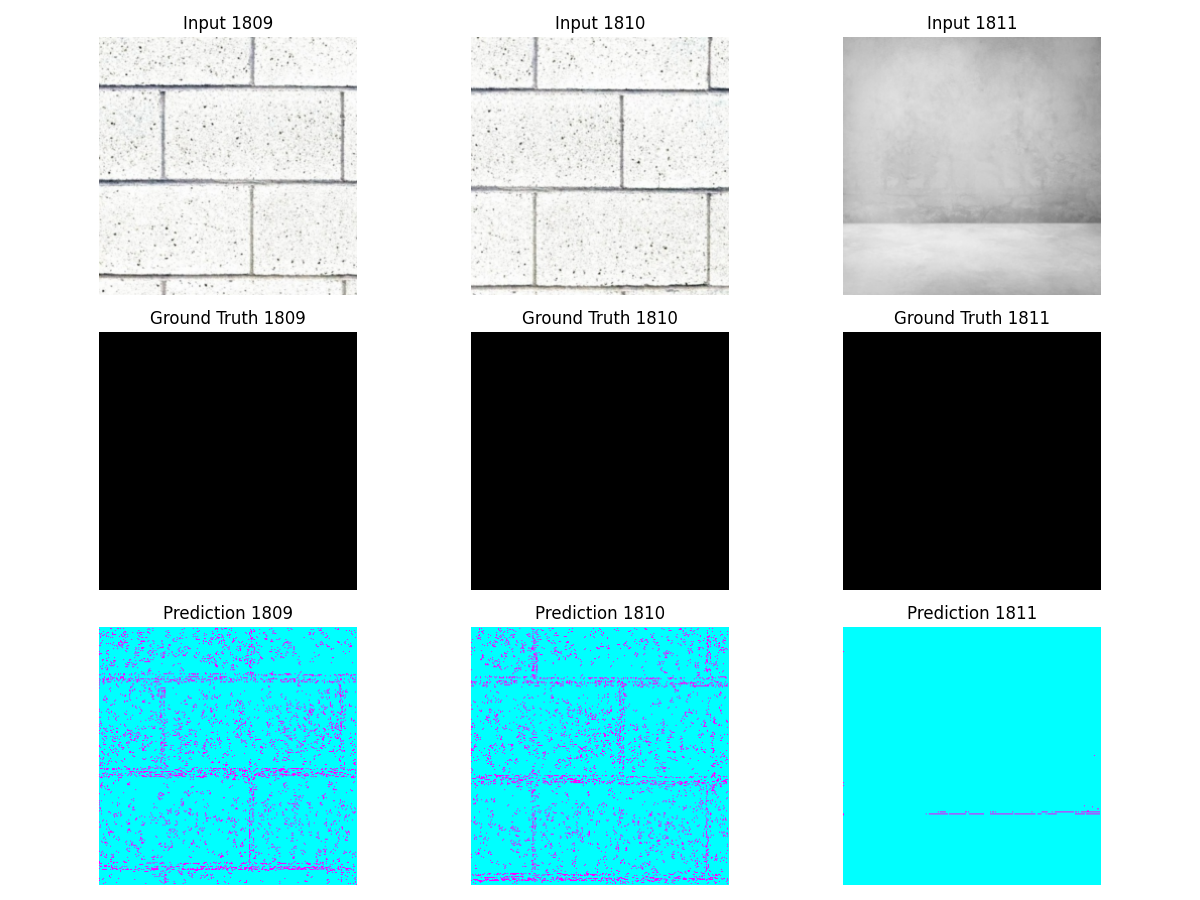 Input 1809
Input 1810
Input 1811
Ground Truth 1809
Ground Truth 1810
Ground Truth 1811
Prediction 1809
Prediction 1810
Prediction 1811